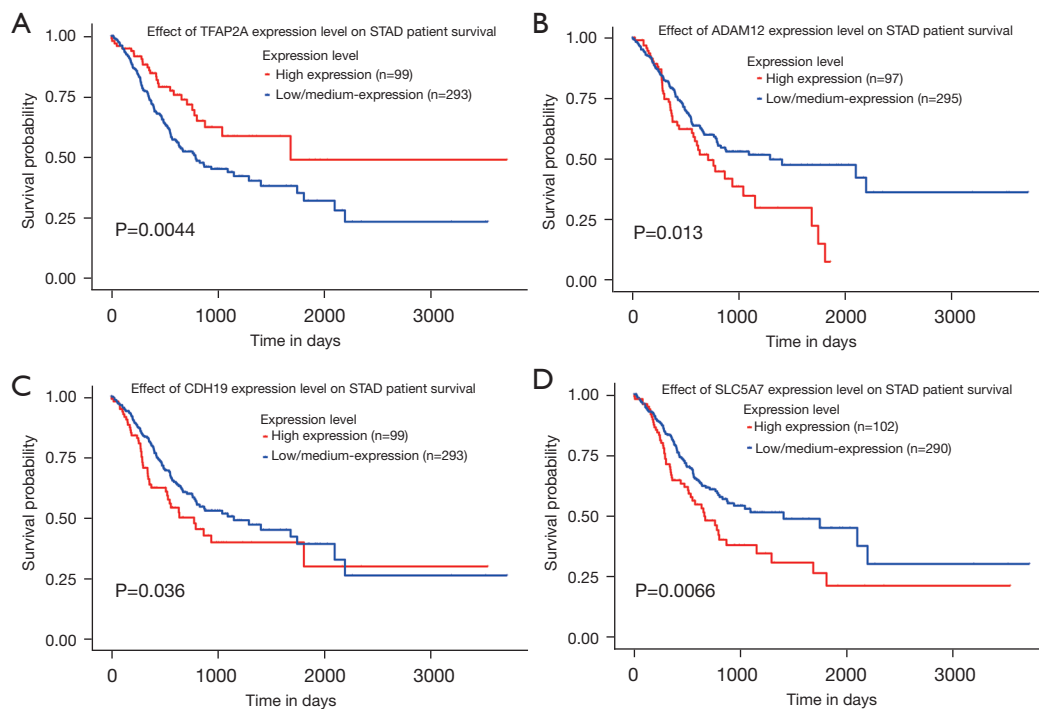 A
Effect of TFAP2A expression level on STAD patient survival
Expression level
High expression (n=99)
Low/medium-expression (n=293)
Survival probability
1.00
0.75
0.50
0.25
0.00
P=0.0044
0 1000 2000 3000
Time in days
B
Effect of ADAM12 expression level on STAD patient survival
Expression level
High expression (n=97)
Low/medium-expression (n=295)
Survival probability
1.00
0.75
0.50
0.25
0.00
P=0.013
0 1000 2000 3000
Time in days
C
Effect of CDH19 expression level on STAD patient survival
Expression level
High expression (n=99)
Low/medium-expression (n=293)
Survival probability
1.00
0.75
0.50
0.25
0.00
P=0.036
0 1000 2000 3000
Time in days
D
Effect of SLC5A7 expression level on STAD patient survival
Expression level
High expression (n=102)
Low/medium-expression (n=290)
Survival probability
1.00
0.75
0.50
0.25
0.00
P=0.0066
0 1000 2000 3000
Time in days